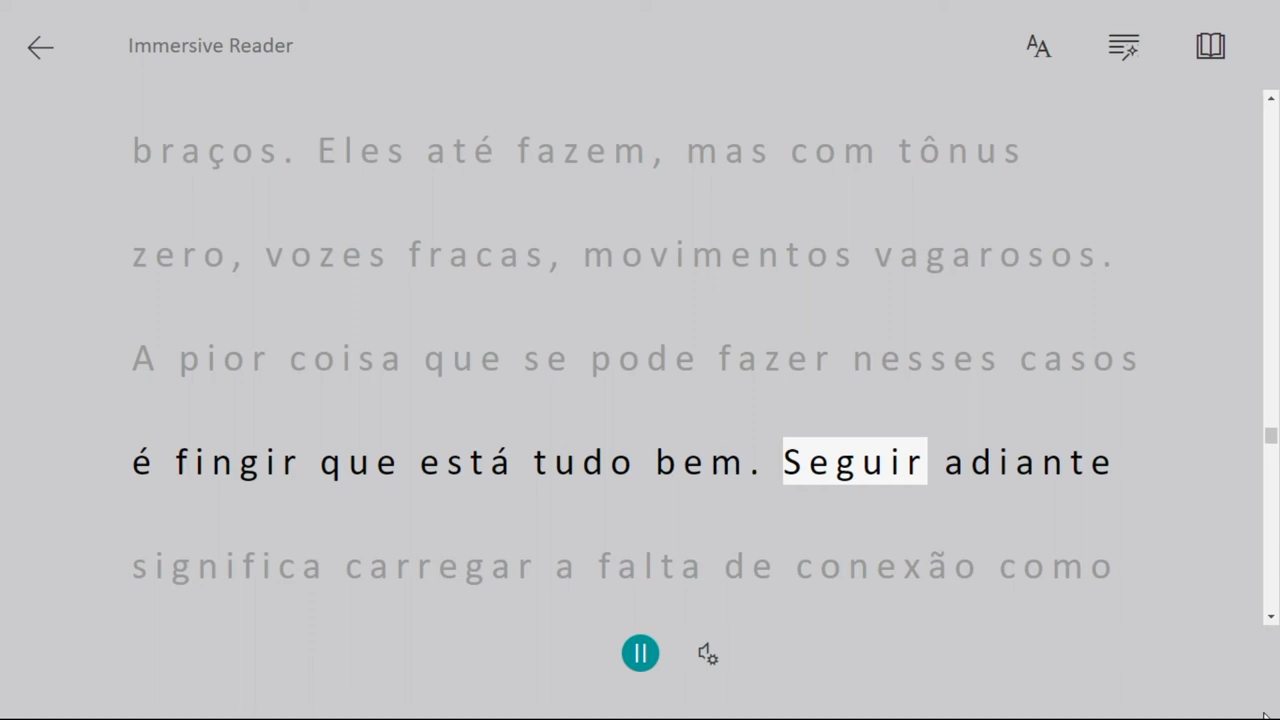 Immersive Reader
braços. Eles até fazem, mas com tônus
zero, vozes fracas, movimentos vagarosos.
A pior coisa que se pode fazer nesses casos
é fingir que está tudo bem. Seguir adiante
significa carregar a falta de conexão como